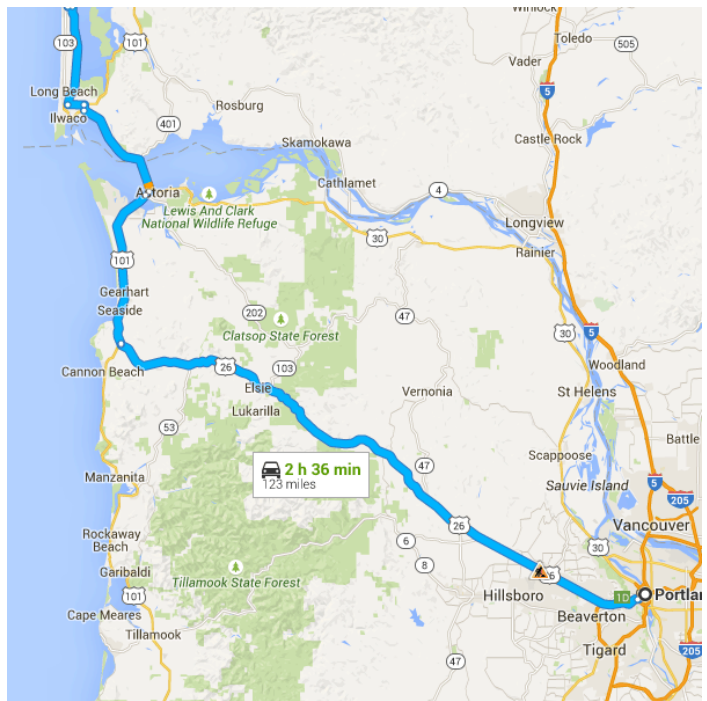 Winlock
Toledo
505
Vader
103
101
5
Long Beach
Ilwaco
Rosburg
401
Castle Rock
Skamokawa
Cathlamet
4
Astoria
Lewis And Clark
National Wildlife Refuge
Longview
30
Rainier
101
Gearhart
Seaside
202
Clatsop State Forest
47
30
5
Cannon Beach
26
103
Woodland
Elsie
Lukarilla
Vernonia
St Helens
53
Battle
Scappoose
2 h 36 min
123 miles
47
Manzanita
Sauvie Island
5
205
26
Vancouver
Rockaway
Beach
6
30
Garibaldi
8
Tillamook State Forest
26
101
Hillsboro
1D
Portlan
Cape Meares
Beaverton
Tillamook
Tigard
205
47